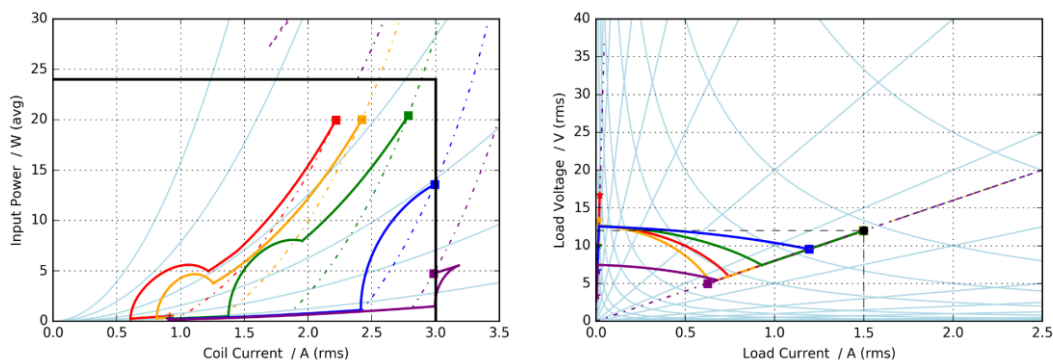 30
25
20
15
10
5
0
Input Power / W (avg)
0.0 0.5 1.0 1.5 2.0 2.5 3.0 3.5
Coil Current / A (rms)
40
35
30
25
20
15
10
5
0
Load Voltage / V (rms)
0.0 0.5 1.0 1.5 2.0 2.5
Load Current / A (rms)